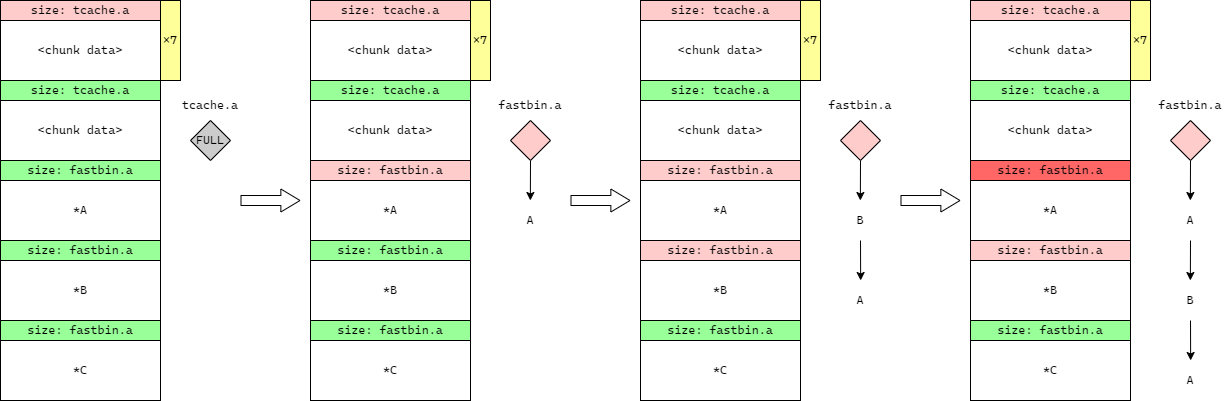 size: tcache.a
<chunk data>
×7
size: tcache.a
<chunk data>
size: fastbin.a
*A
size: fastbin.a
*B
size: fastbin.a
*C
tcache.a
FULL
size: tcache.a
<chunk data>
×7
size: tcache.a
<chunk data>
size: fastbin.a
*A
size: fastbin.a
*B
size: fastbin.a
*C
fastbin.a
A
size: tcache.a
<chunk data>
×7
size: tcache.a
<chunk data>
size: fastbin.a
*A
size: fastbin.a
*B
size: fastbin.a
*C
fastbin.a
B
A
size: tcache.a
<chunk data>
×7
size: tcache.a
<chunk data>
size: fastbin.a
*A
size: fastbin.a
*B
size: fastbin.a
*C
fastbin.a
A
B
A